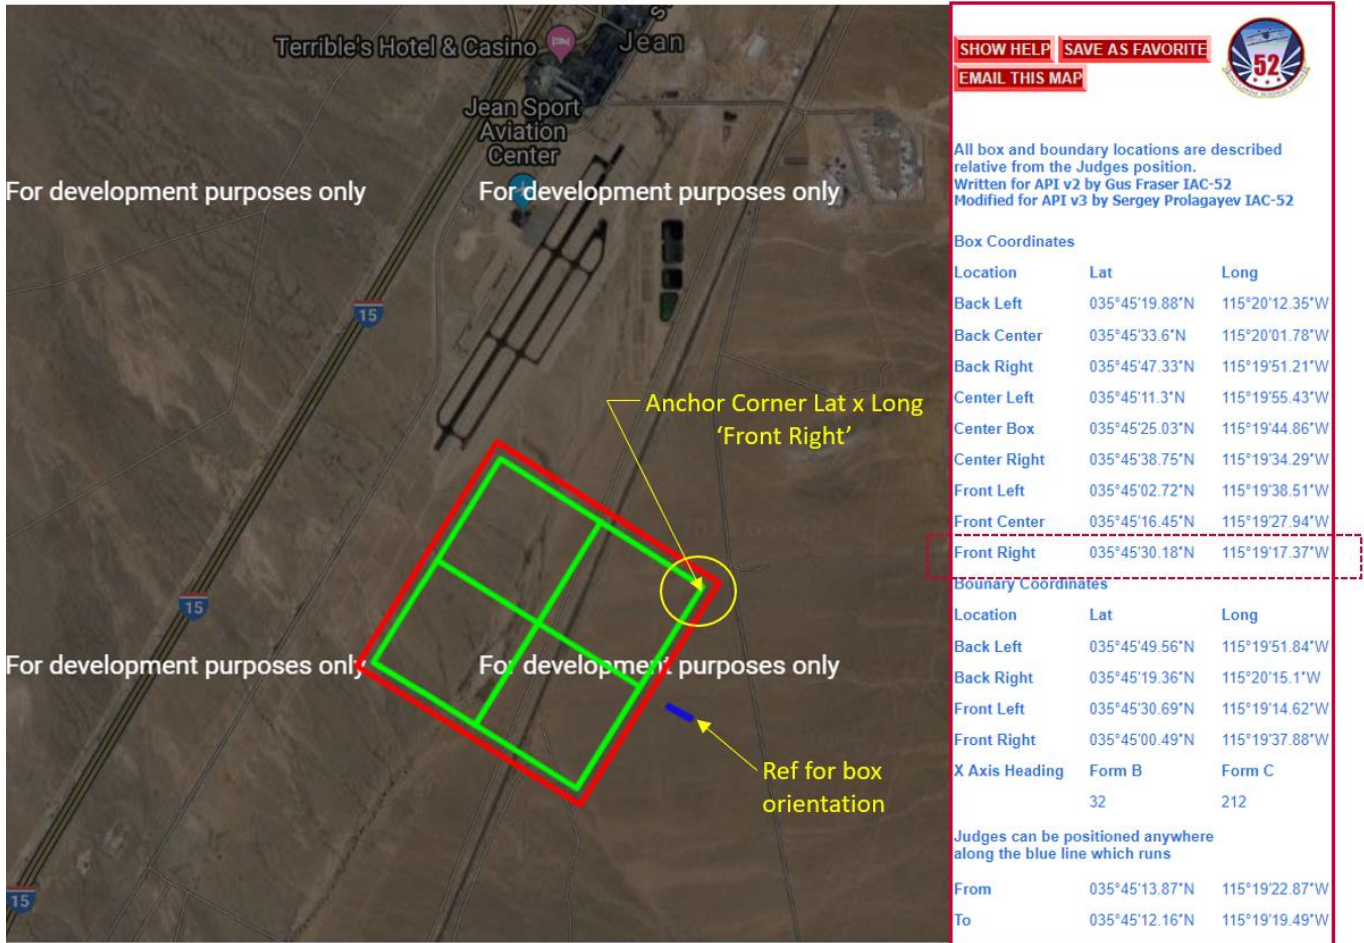 Terrible's Hotel & Casino
Jean
Jean Sport
Aviation
Center
For development purposes only
For development purposes only
15
Anchor Corner Lat x Long
'Front Right'
15
For development purposes only
For development purposes only
Ref for box
orientation
15
SHOW HELP SAVE AS FAVORITE
EMAIL THIS MAP
52
All box and boundary locations are described
relative from the Judges position.
Written for API v2 by Gus Fraser IAC-52
Modified for API v3 by Sergey Prolagayev IAC-52
Box Coordinates
Location Lat Long
Back Left 035°45'19.88"N 115°20'12.35"W
Back Center 035°45'33.6"N 115°20'01.78"W
Back Right 035°45'47.33"N 115°19'51.21"W
Center Left 035°45'11.3"N 115°19'55.43"W
Center Box 035°45'25.03"N 115°19'44.86"W
Center Right 035°45'38.75"N 115°19'34.29"W
Front Left 035°45'02.72"N 115°19'38.51"W
Front Center 035°45'16.45"N 115°19'27.94"W
Front Right 035°45'30.18"N 115°19'17.37"W
Bounary Coordinates
Location Lat Long
Back Left 035°45'49.56"N 115°19'51.84"W
Back Right 035°45'19.36"N 115°20'15.1"W
Front Left 035°45'30.69"N 115°19'14.62"W
Front Right 035°45'00.49"N 115°19'37.88"W
X Axis Heading Form B Form C
32 212
Judges can be positioned anywhere
along the blue line which runs
From 035°45'13.87"N 115°19'22.87"W
To 035°45'12.16"N 115°19'19.49"W